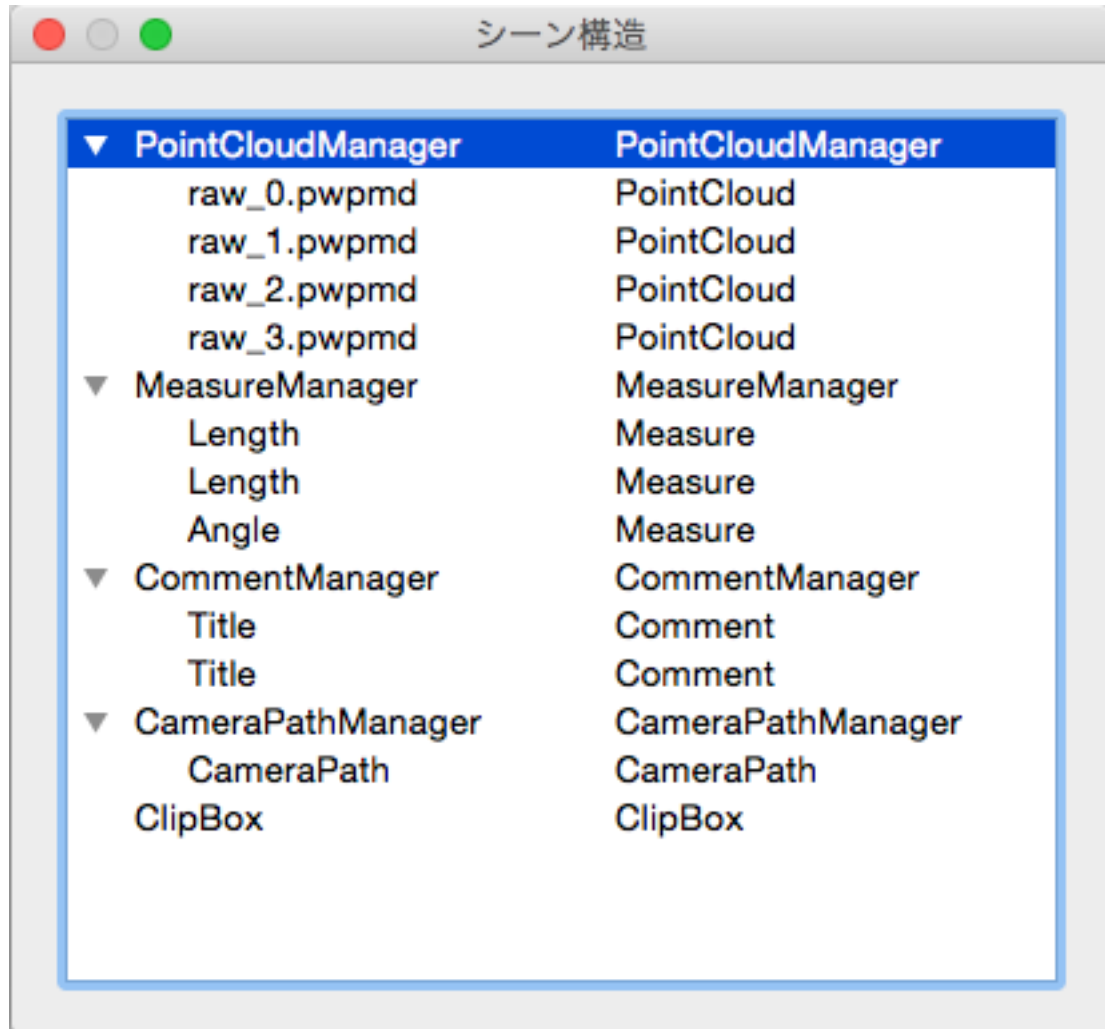 シーン構造
PointCloudManager PointCloudManager
raw_0.pwpmd PointCloud
raw_1.pwpmd PointCloud
raw_2.pwpmd PointCloud
raw_3.pwpmd PointCloud
MeasureManager MeasureManager
Length Measure
Length Measure
Angle Measure
CommentManager CommentManager
Title Comment
Title Comment
CameraPathManager CameraPathManager
CameraPath CameraPath
ClipBox ClipBox